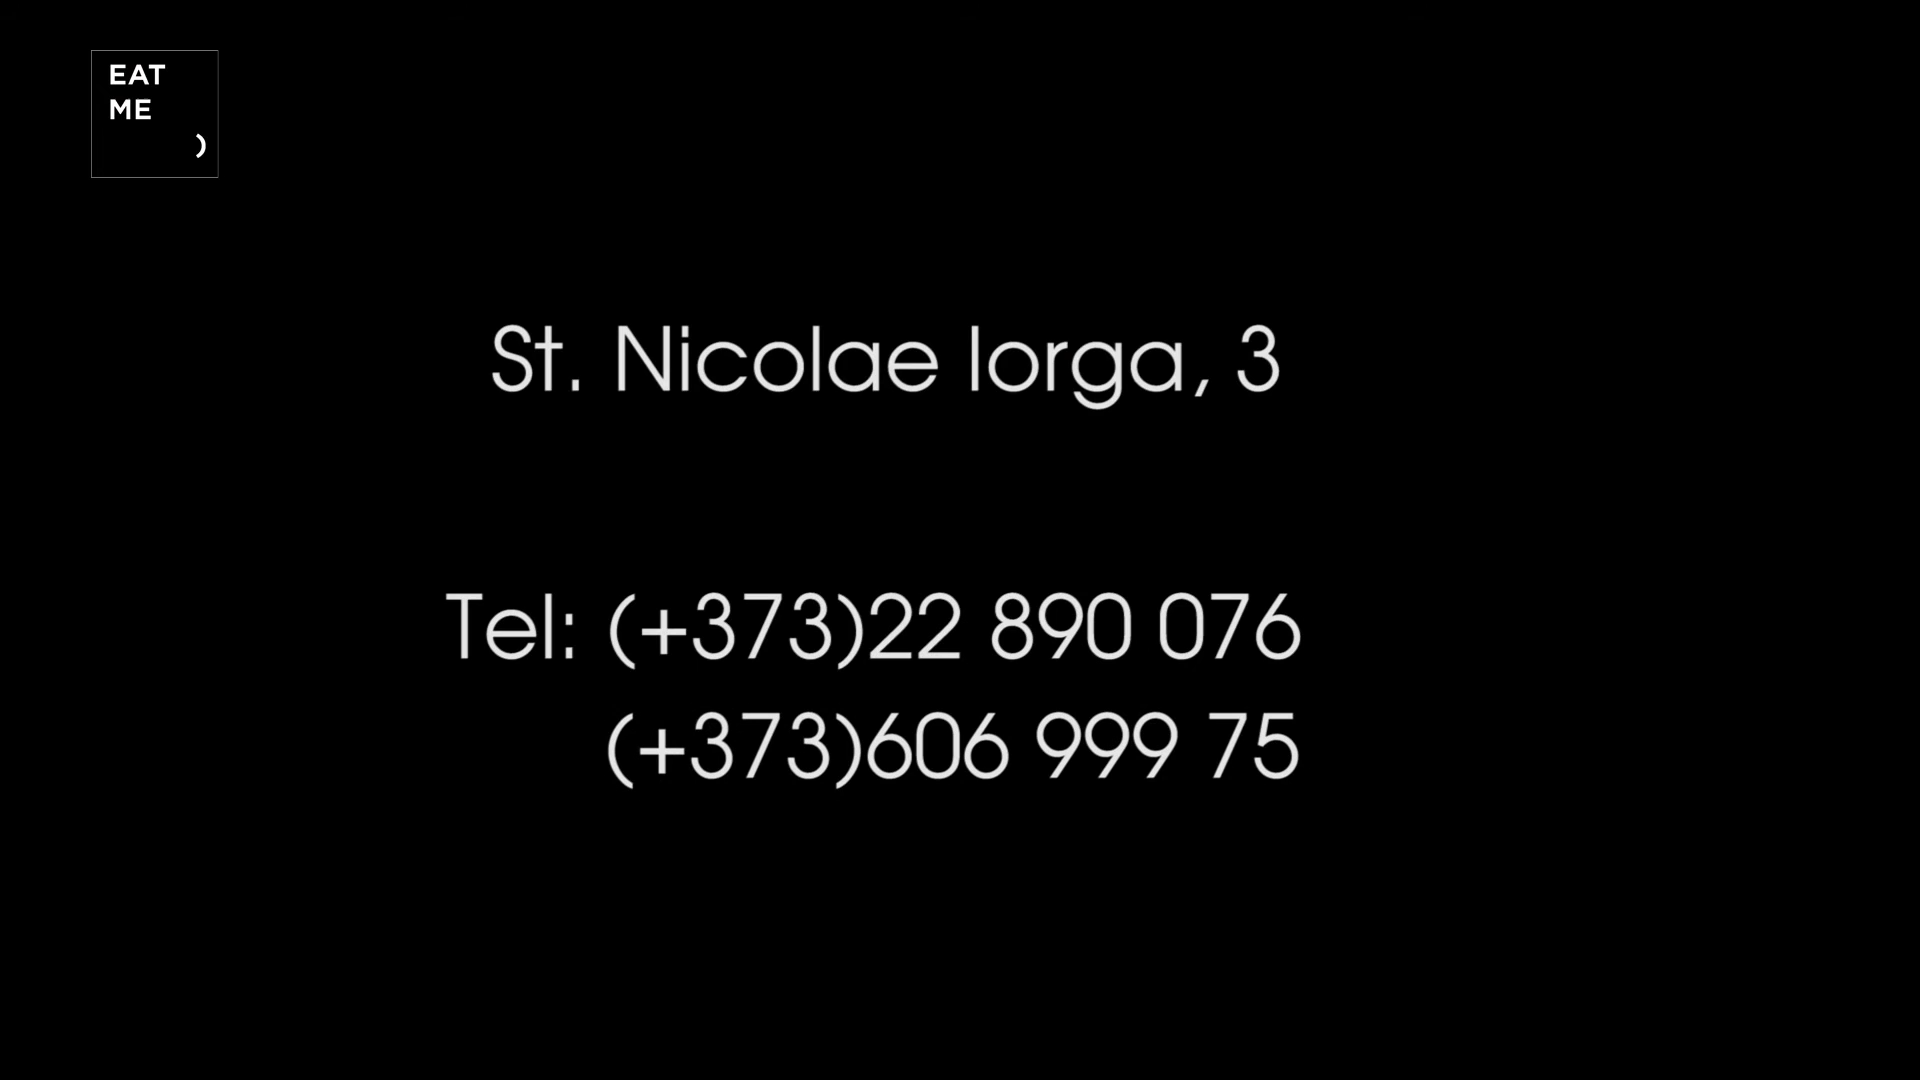 EAT
ME
)
St. Nicolae Iorga, 3
Tel: (+373)22 890 076
(+373)606 999 75